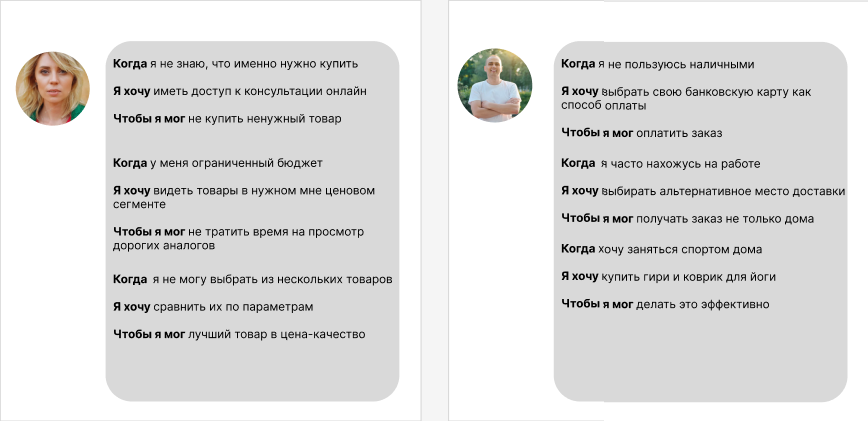 Когда я не знаю, что именно нужно купить
Я хочу иметь доступ к консультации онлайн
Чтобы я мог не купить ненужный товар
Когда у меня ограниченный бюджет
Я хочу видеть товары в нужном мне ценовом
сегменте
Чтобы я мог не тратить время на просмотр
дорогих аналогов
Когда я не могу выбрать из нескольких товаров
Я хочу сравнить их по параметрам
Чтобы я мог лучший товар в цена-качество
Когда я не пользуюсь наличными
Я хочу выбрать свою банковскую карту как
способ оплаты
Чтобы я мог оплатить заказ
Когда я часто нахожусь на работе
Я хочу выбирать альтернативное место доставки
Чтобы я мог получать заказ не только дома
Когда хочу заняться спортом дома
Я хочу купить гири и коврик для йоги
Чтобы я мог делать это эффективно